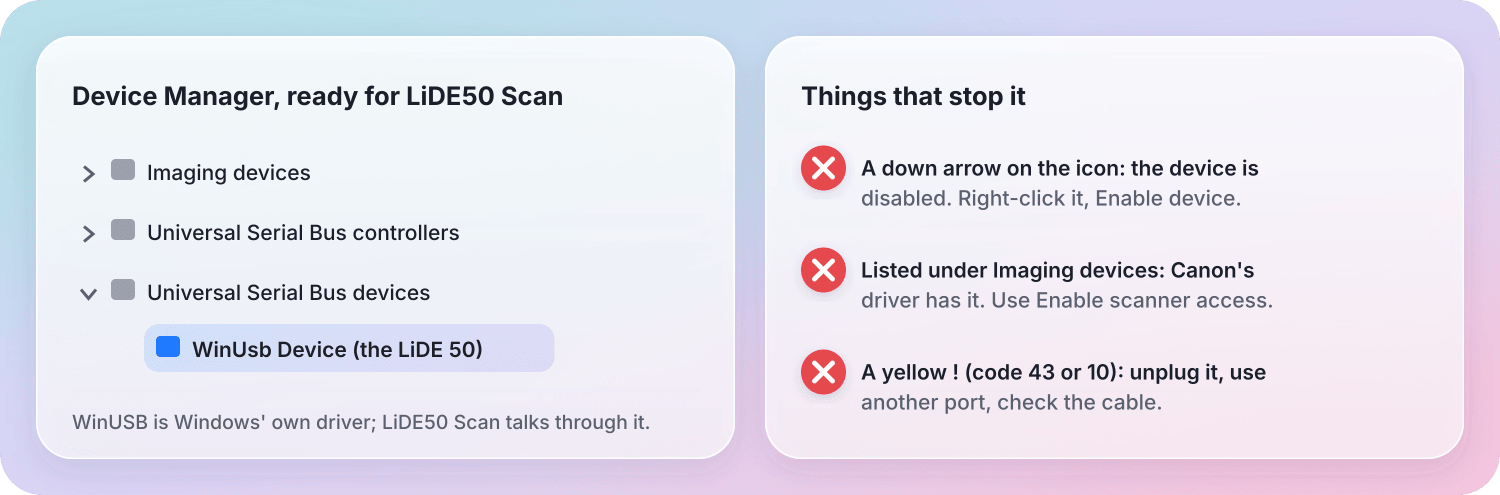 Device Manager, ready for LiDE50 Scan
Imaging devices
Universal Serial Bus controllers
Universal Serial Bus devices
WinUsb Device (the LiDE 50)
WinUSB is Windows' own driver; LiDE50 Scan talks through it.
Things that stop it
A down arrow on the icon: the device is
disabled. Right-click it, Enable device.
Listed under Imaging devices: Canon's
driver has it. Use Enable scanner access.
A yellow ! (code 43 or 10): unplug it, use
another port, check the cable.